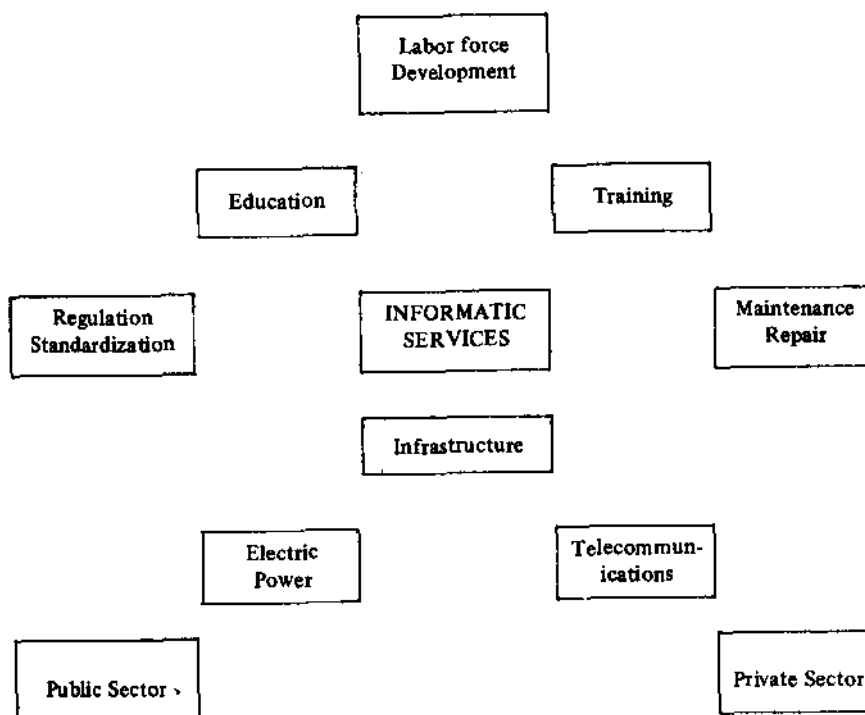 Labor force
Development
Education
Training
Regulation
Standardization
INFORMATIC
SERVICES
Maintenance
Repair
Infrastructure
Electric
Power
Telecommun-
ications
Public Sector
Private Sector